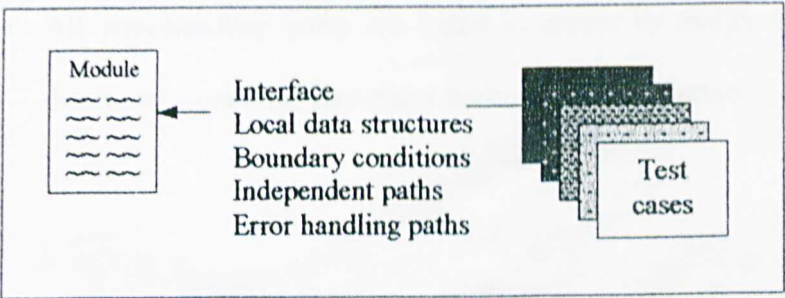 Module
Interface
Local data structures
Boundary conditions
Independent paths
Error handling paths
Test
cases